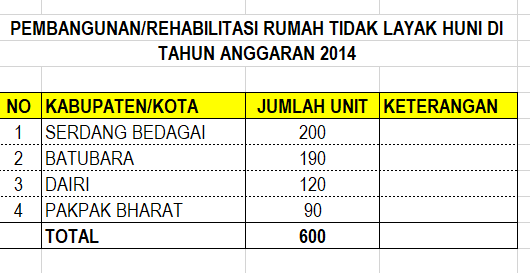 PEMBANGUNAN/REHABILITASI RUMAH TIDAK LAYAK HUNI DI
TAHUN ANGGARAN 2014
NO KABUPATEN/KOTA JUMLAH UNIT KETERANGAN
1 SERDANG BEDAGAI 200
2 BATUBARA 190
3 DAIRI 120
4 PAKPAK BHARAT 90
TOTAL 600